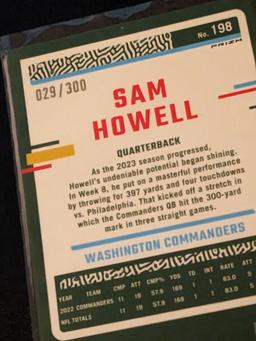 No. 198
PRIZM
029/300
SAM
HOWELL
QUARTERBACK
As the 2023 season progressed,
Howell's undeniable potential began shining.
In Week 8, he put on a masterful performance
by throwing for 397 yards and four touchdowns
vs. Philadelphia. That kicked off a stretch in
which the Commanders QB hit the 300-yard
mark in three straight games.
WASHINGTON COMMANDERS
YEAR TEAM CMP ATT CMP% YDS TD INT RATE ATT
2022 COMMANDERS 11 19 57.9 169 1 1 83.0 5
NFL TOTALS 11 19 57.9 169 1 1 83.0 5